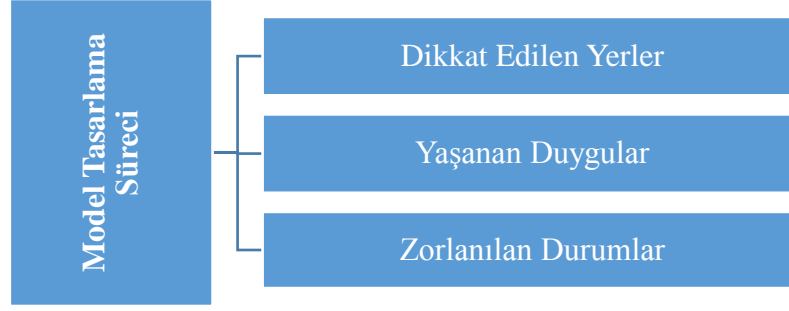 Model Tasarlama
Süreci
Dikkat Edilen Yerler
Yaşanan Duygular
Zorlanılan Durumlar